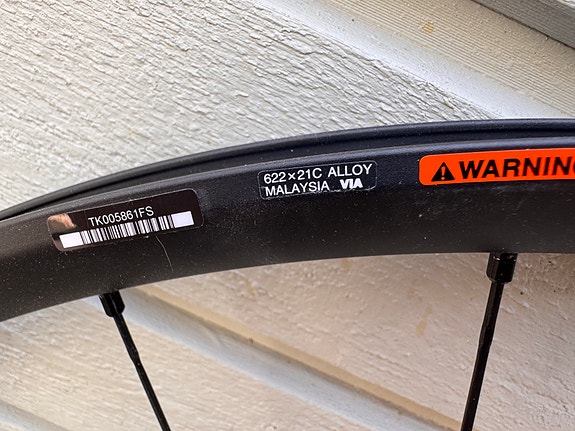 TK005861FS
622×21C ALLOY
MALAYSIA VIA
⚠WARNING